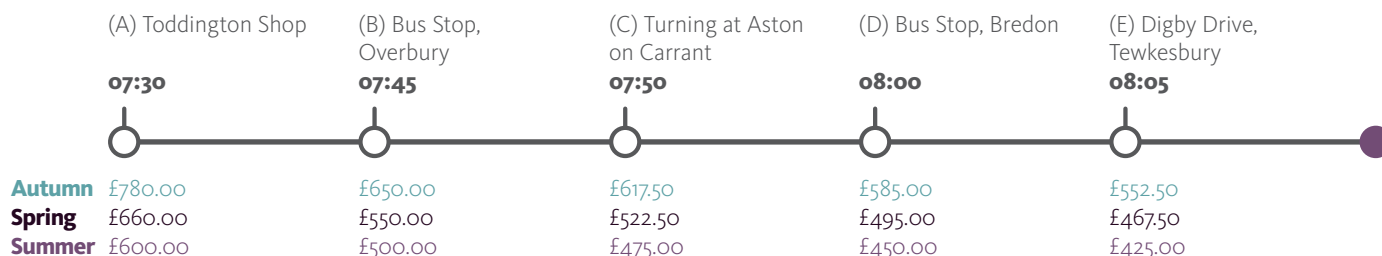 (A) Toddington Shop
(B) Bus Stop,
Overbury
(C) Turning at Aston
on Carrant
(D) Bus Stop, Bredon
(E) Digby Drive,
Tewkesbury
07:30 07:45 07:50 08:00 08:05
Autumn £780.00 £650.00 £617.50 £585.00 £552.50
Spring £660.00 £550.00 £522.50 £495.00 £467.50
Summer £600.00 £500.00 £475.00 £450.00 £425.00